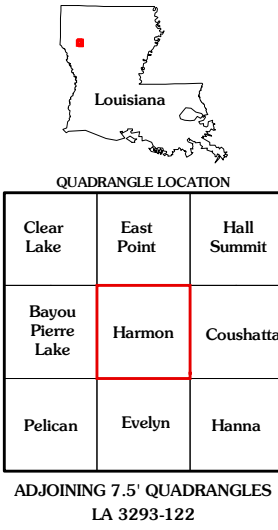 Louisiana
QUADRANGLE LOCATION
Clear
Lake
East
Point
Hall
Summit
Bayou
Pierre
Lake
Harmon
Coushatta
Pelican
Evelyn
Hanna
ADJOINING 7.5' QUADRANGLES
LA 3293-122